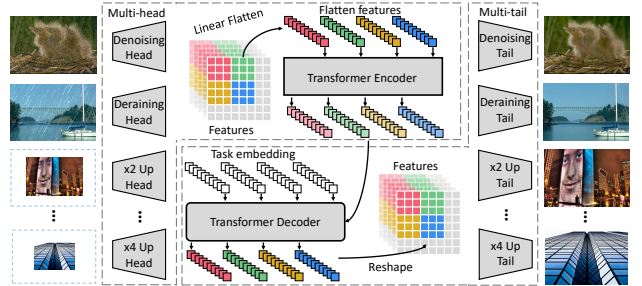 Multi-head
Linear Flatten
Flatten features
Multi-tail
Denoising
Head
Transformer Encoder
Denoising
Tail
Deraining
Head
Features
Deraining
Tail
Task embedding
x2 Up
Head
Features
x2 Up
Tail
...
...
...
...
Transformer Decoder
x4 Up
Head
Reshape
x4 Up
Tail